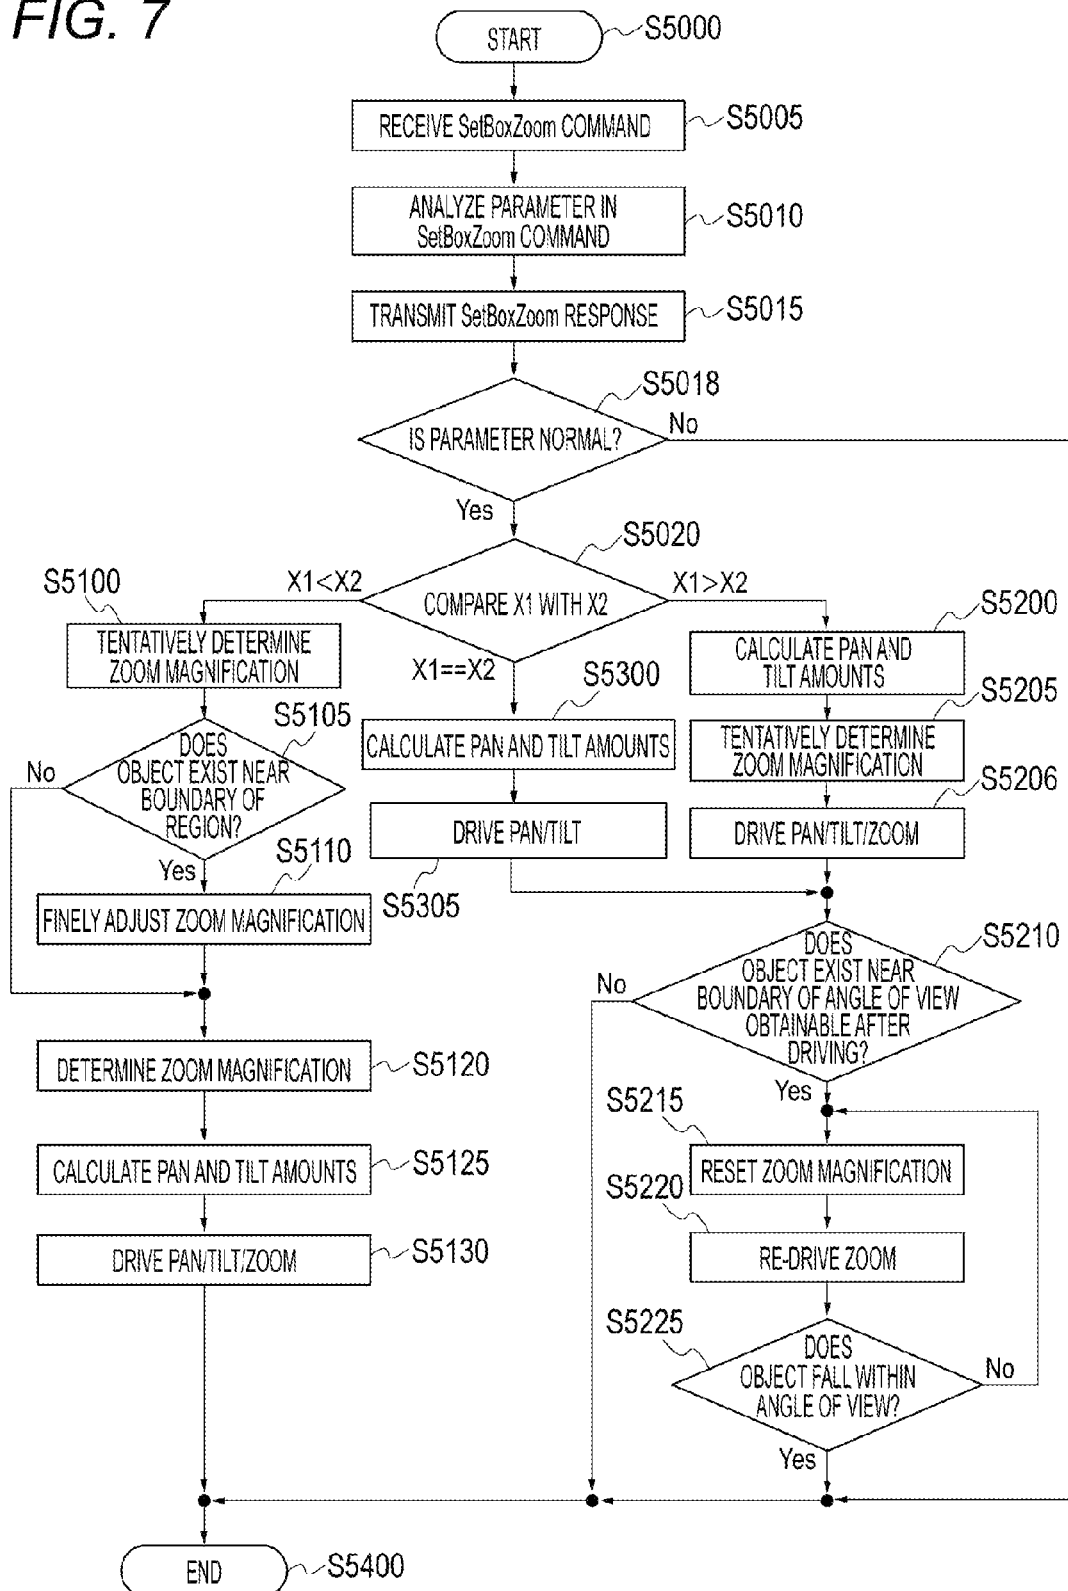 FIG. 7
START
S5000
RECEIVE SetBoxZoom COMMAND
S5005
ANALYZE PARAMETER IN
SetBoxZoom COMMAND
S5010
TRANSMIT SetBoxZoom RESPONSE
S5015
S5018
IS PARAMETER NORMAL?
No
Yes
S5020
COMPARE X1 WITH X2
X1<X2
X1>X2
X1==X2
S5100
TENTATIVELY DETERMINE
ZOOM MAGNIFICATION
S5105
DOES
OBJECT EXIST NEAR
BOUNDARY OF
REGION?
No
Yes
S5110
FINELY ADJUST ZOOM MAGNIFICATION
DETERMINE ZOOM MAGNIFICATION
S5120
CALCULATE PAN AND TILT AMOUNTS
S5125
DRIVE PAN/TILT/ZOOM
S5130
S5300
CALCULATE PAN AND TILT AMOUNTS
DRIVE PAN/TILT
S5305
S5200
CALCULATE PAN AND
TILT AMOUNTS
S5205
TENTATIVELY DETERMINE
ZOOM MAGNIFICATION
S5206
DRIVE PAN/TILT/ZOOM
S5210
DOES
OBJECT EXIST NEAR
BOUNDARY OF ANGLE OF VIEW
OBTAINABLE AFTER
DRIVING?
No
Yes
S5215
RESET ZOOM MAGNIFICATION
S5220
RE-DRIVE ZOOM
S5225
DOES
OBJECT FALL WITHIN
ANGLE OF VIEW?
No
Yes
END
S5400